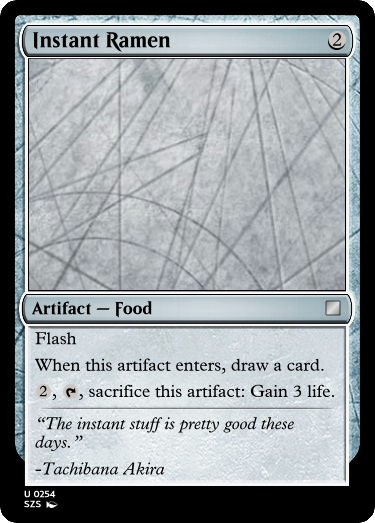 Instant Ramen 2
Artifact — Food
Flash
When this artifact enters, draw a card.
2, , sacrifice this artifact: Gain 3 life.
“The instant stuff is pretty good these
days.”
-Tachibana Akira
U 0254
SZS